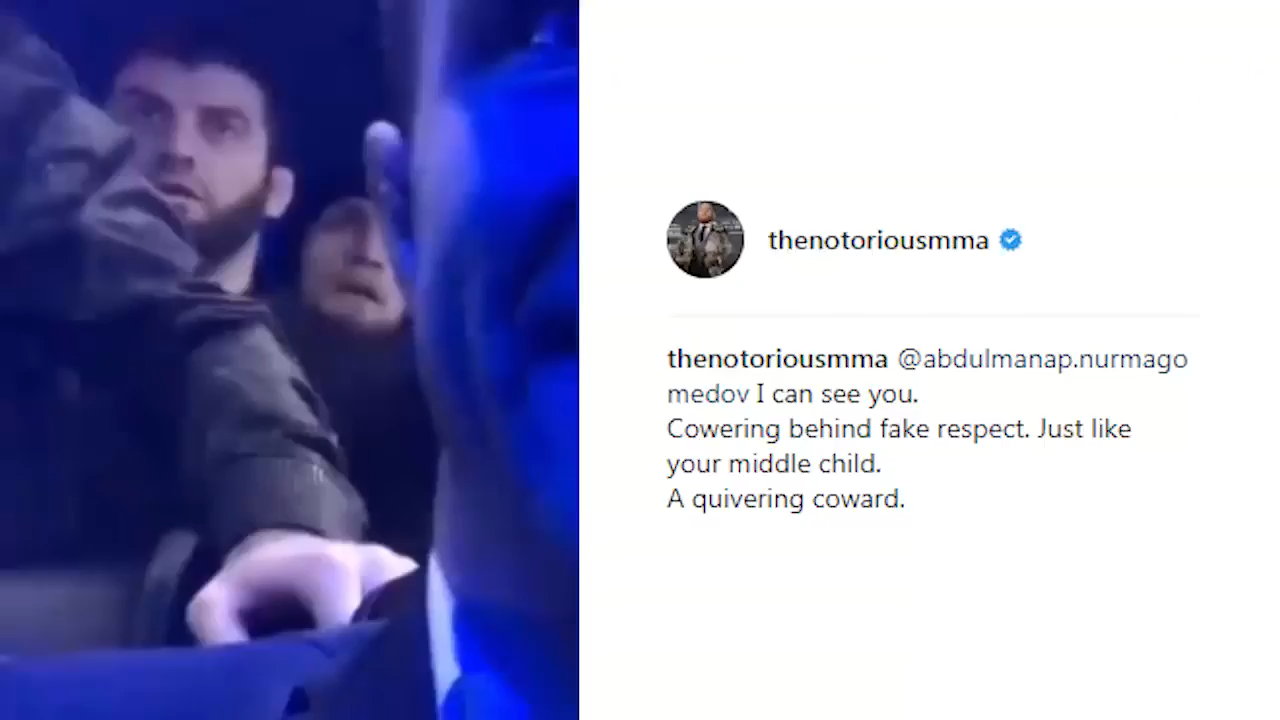 thenotoriousmma
thenotoriousmma @abdulmanap.nurmago
medov I can see you.
Cowering behind fake respect. Just like
your middle child.
A quivering coward.